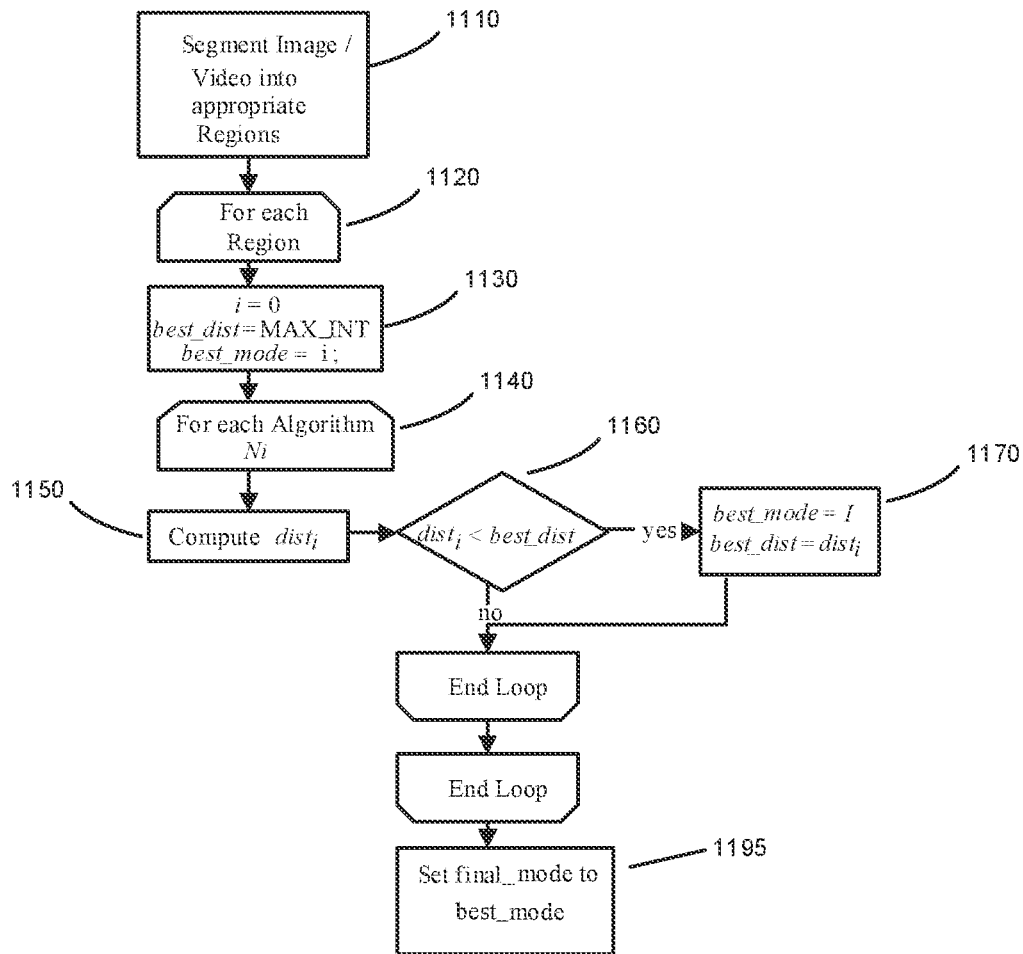 1110
Segment Image /
Video into
appropriate
Regions
1120
For each
Region
1130
i = 0
best_dist=MAX_INT
best_mode = i;
1140
For each Algorithm
Ni
1150
Compute dist_i
1160
dist_i < best_dist
yes
1170
best_mode = I
best_dist=dist_i
no
End Loop
End Loop
1195
Set final_mode to
best_mode